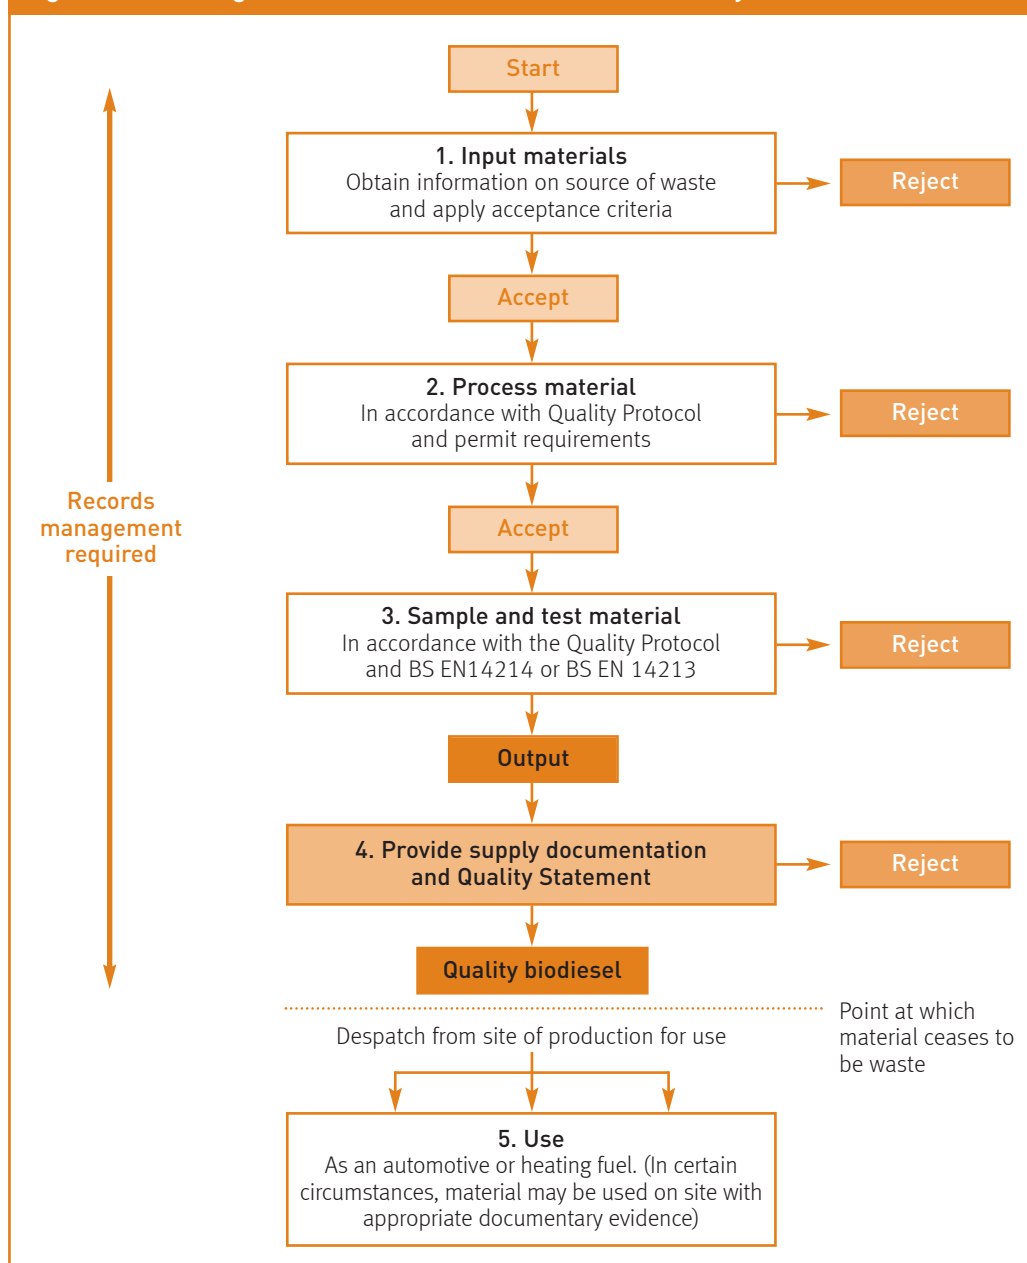 Start
1. Input materials
Obtain information on source of waste
and apply acceptance criteria
Reject
Accept
2. Process material
In accordance with Quality Protocol
and permit requirements
Reject
Records
management
required
Accept
3. Sample and test material
In accordance with the Quality Protocol
and BS EN14214 or BS EN 14213
Reject
Output
4. Provide supply documentation
and Quality Statement
Reject
Quality biodiesel
Point at which
material ceases to
be waste
Despatch from site of production for use
5. Use
As an automotive or heating fuel. (In certain
circumstances, material may be used on site with
appropriate documentary evidence)